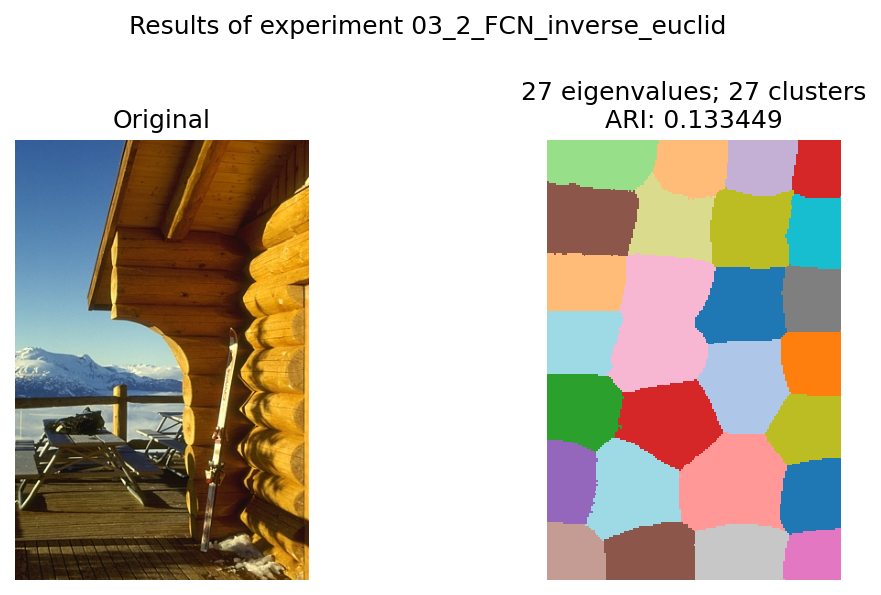 Results of experiment 03_2_FCN_inverse_euclid
Original
27 eigenvalues; 27 clusters
ARI: 0.133449